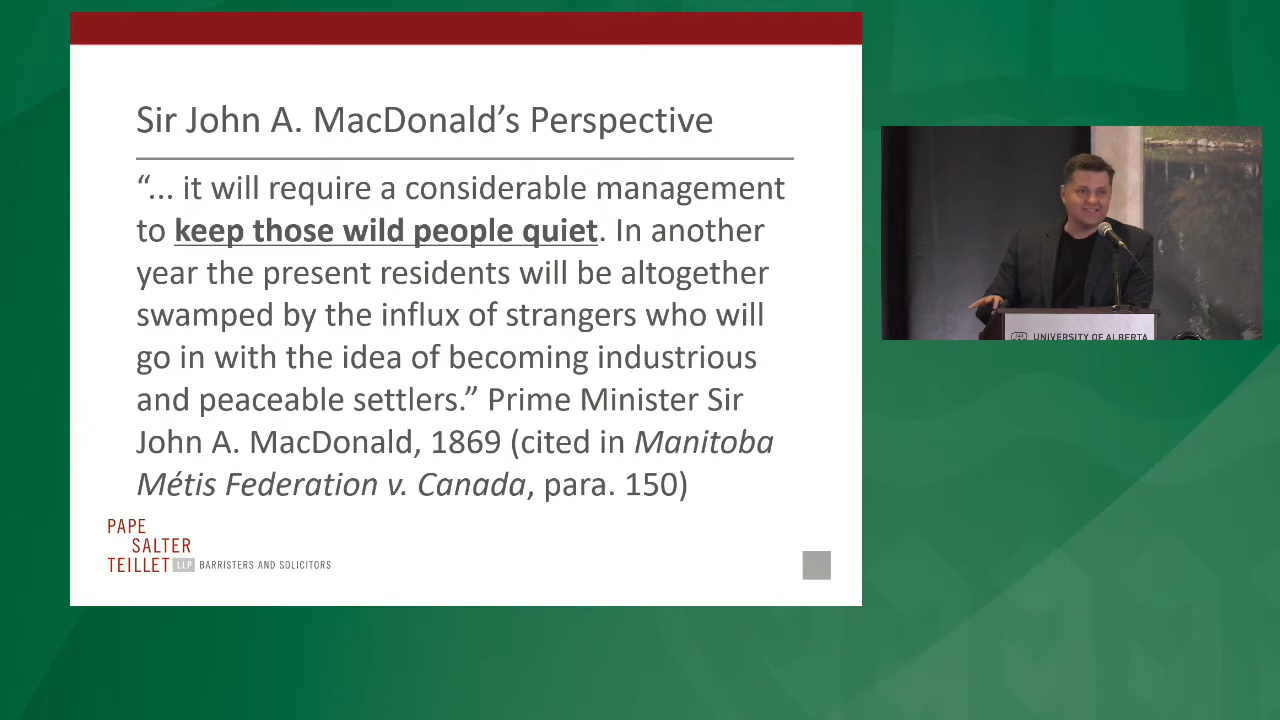 Sir John A. MacDonald’s Perspective
“... it will require a considerable management
to keep those wild people quiet. In another
year the present residents will be altogether
swamped by the influx of strangers who will
go in with the idea of becoming industrious
and peaceable settlers.” Prime Minister Sir
John A. MacDonald, 1869 (cited in Manitoba
Métis Federation v. Canada, para. 150)
PAPE
SALTER
TEILLET LLP BARRISTERS AND SOLICITORS
UNIVERSITY OF ALBERTA